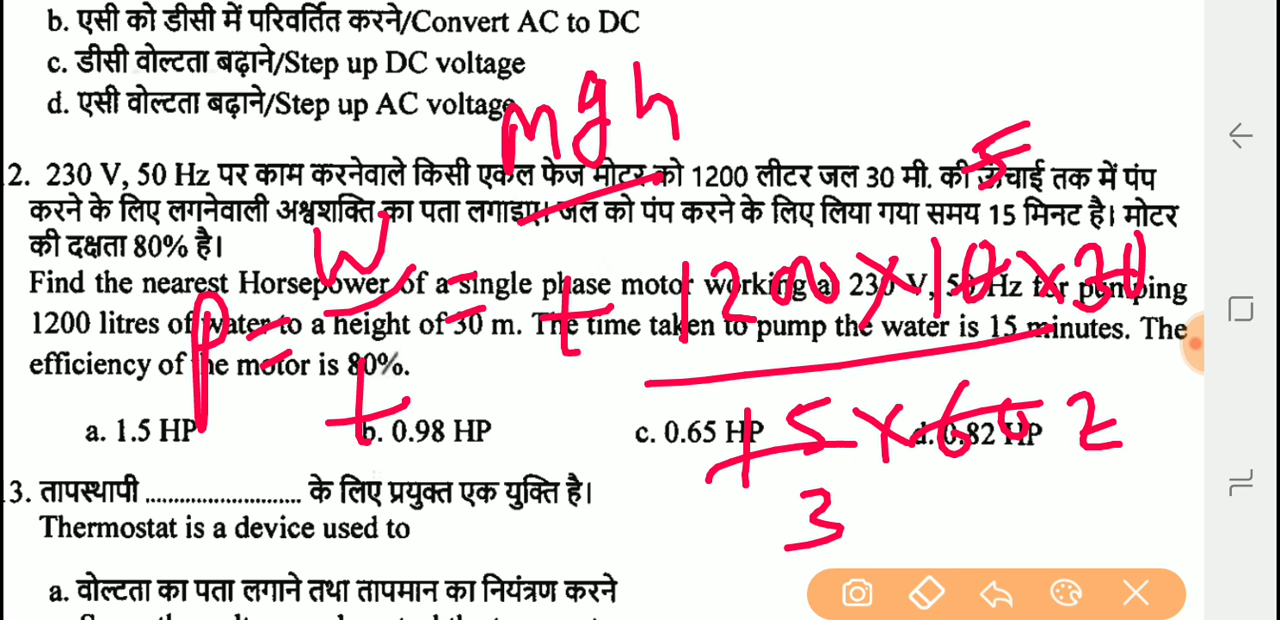 b. एसी को डीसी में परिवर्तित करने/Convert AC to DC
c. डीसी वोल्टता बढ़ाने/Step up DC voltage
d. एसी वोल्टता बढ़ाने/Step up AC voltage
mgh
5
2. 230 V, 50 Hz पर काम करनेवाले किसी एकल फेज मोटर को 1200 लीटर जल 30 मी. की ऊंचाई तक में पंप
करने के लिए लगनेवाली अश्वशक्ति का पता लगाइए। जल को पंप करने के लिए लिया गया समय 15 मिनट है। मोटर
की दक्षता 80% है।
Find the nearest Horsepower of a single phase motor working at 230 V, 50 Hz for pumping
1200 litres of water to a height of 30 m. The time taken to pump the water is 15 minutes. The
efficiency of the motor is 80%.
P = W = t 1200 x 10 x 30
t 15 x 60 2
3
a. 1.5 HP b. 0.98 HP c. 0.65 HP d. 0.82 HP
3. तापस्थापी ........................... के लिए प्रयुक्त एक युक्ति है।
Thermostat is a device used to
a. वोल्टता का पता लगाने तथा तापमान का नियंत्रण करने